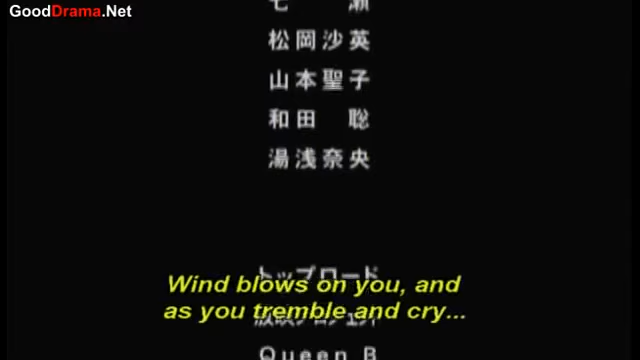 GoodDrama.Net
七 瀬
松岡沙英
山本聖子
和田 聡
湯浅奈央
トップロード
Wind blows on you, and
as you tremble and cry...
Queen B